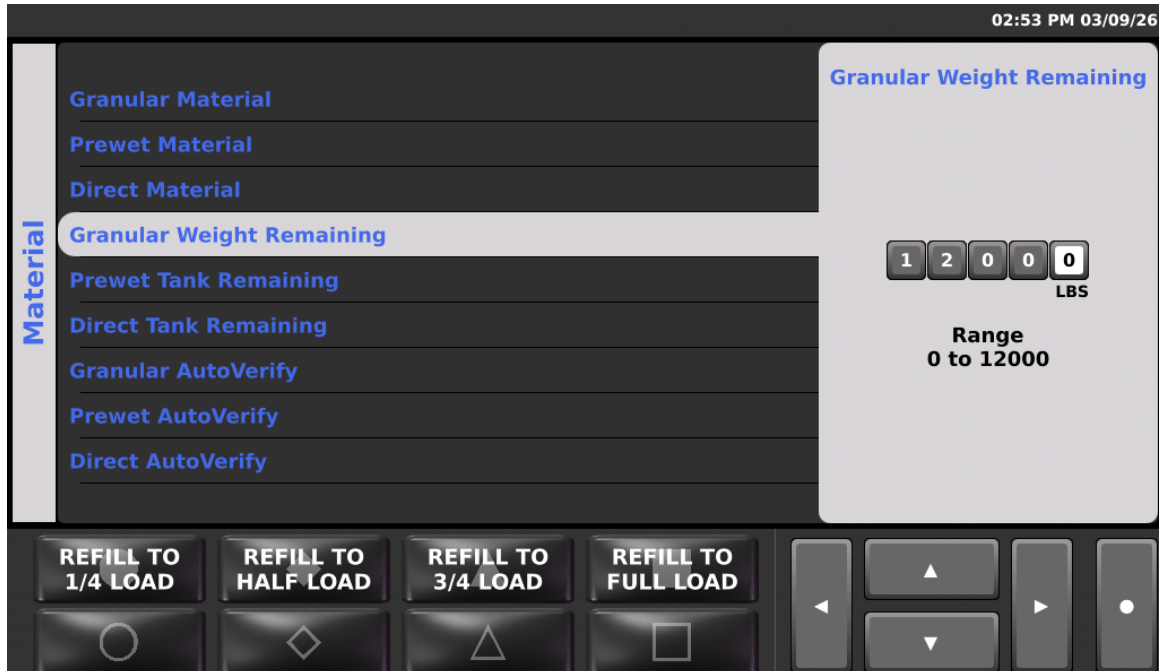 02:53 PM 03/09/26
Material
Granular Material
Prewet Material
Direct Material
Granular Weight Remaining
Prewet Tank Remaining
Direct Tank Remaining
Granular AutoVerify
Prewet AutoVerify
Direct AutoVerify
Granular Weight Remaining
1 2 0 0 0
LBS
Range
0 to 12000
REFILL TO
1/4 LOAD
REFILL TO
HALF LOAD
REFILL TO
3/4 LOAD
REFILL TO
FULL LOAD